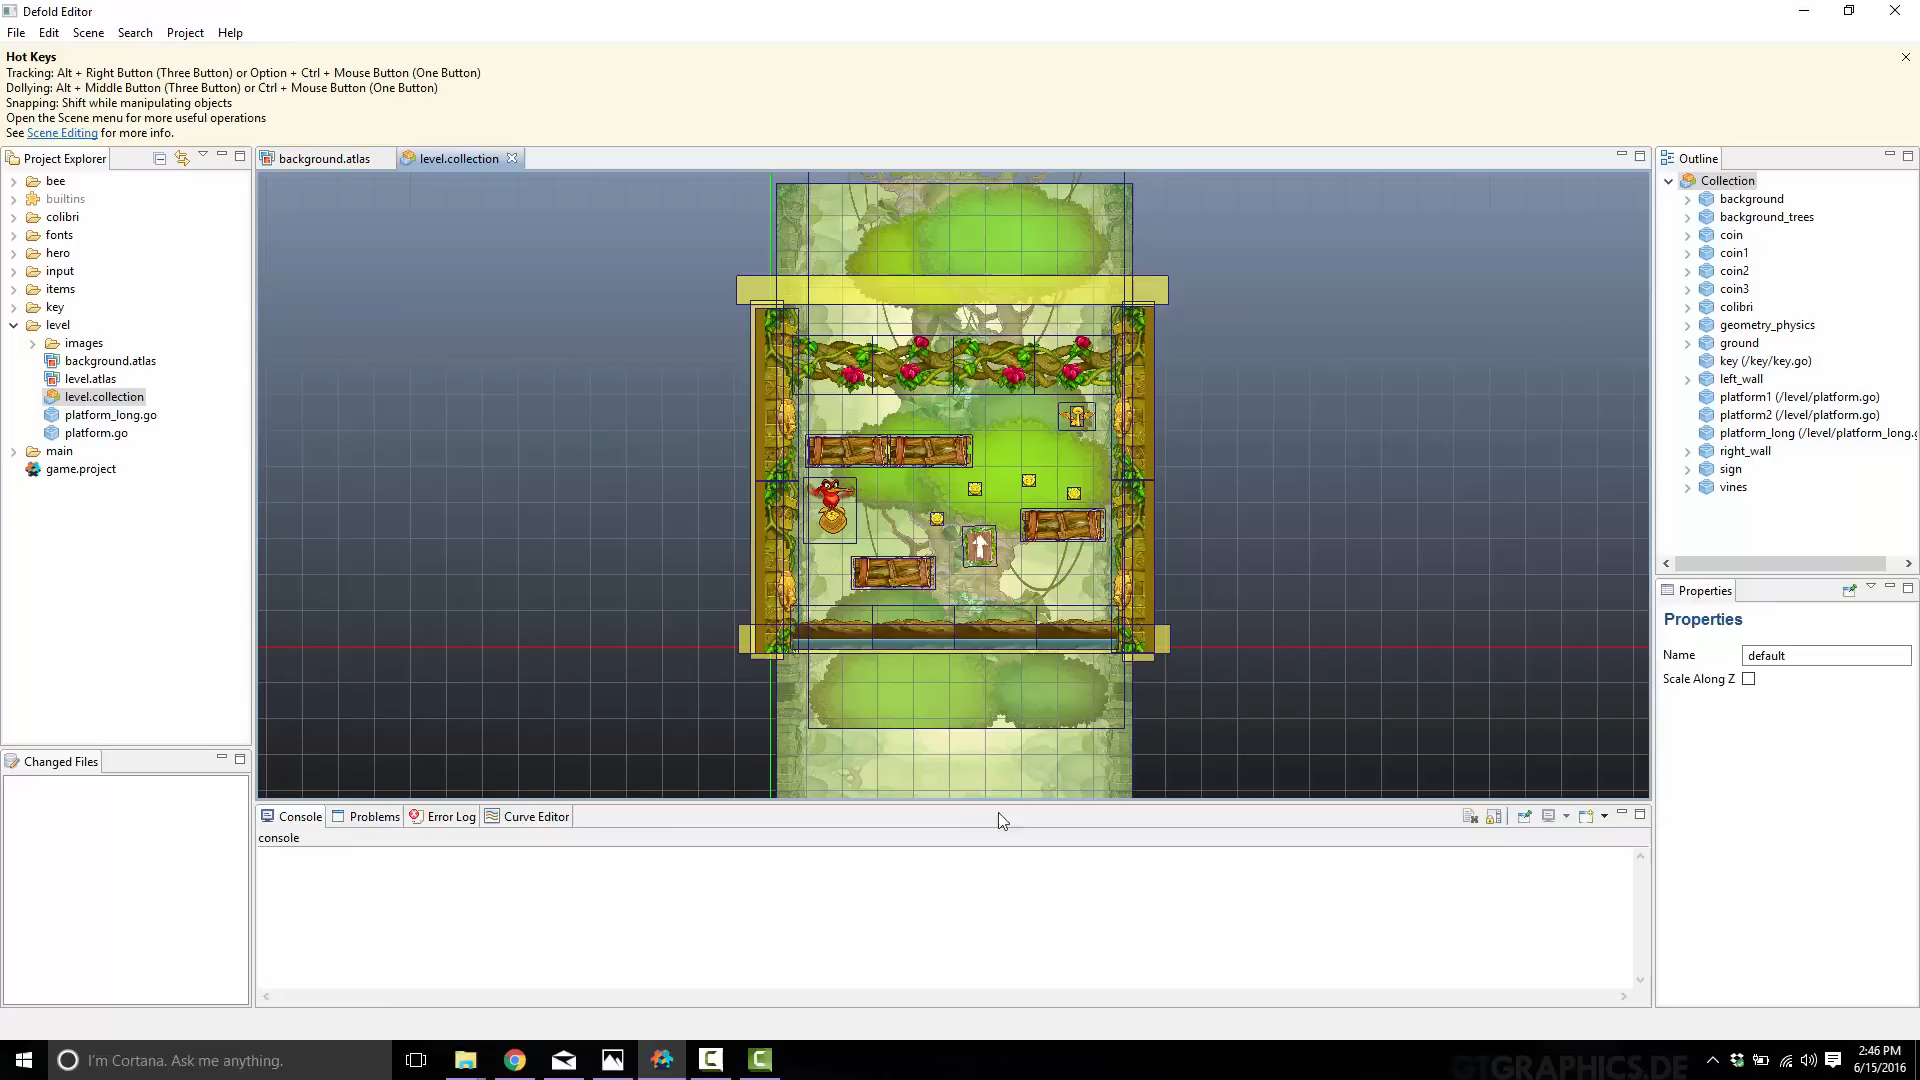 Defold Editor
File Edit Scene Search Project Help
Hot Keys
Tracking: Alt + Right Button (Three Button) or Option + Ctrl + Mouse Button (One Button)
Dollying: Alt + Middle Button (Three Button) or Ctrl + Mouse Button (One Button)
Snapping: Shift while manipulating objects
Open the Scene menu for more useful operations
See Scene Editing for more info.
Project Explorer
bee
builtins
colibri
fonts
hero
input
items
key
level
images
background.atlas
level.atlas
level.collection
platform_long.go
platform.go
main
game.project
Changed Files
background.atlas
level.collection
Console
Problems
Error Log
Curve Editor
console
Outline
Collection
background
background_trees
coin
coin1
coin2
coin3
colibri
geometry_physics
ground
key (/key/key.go)
left_wall
platform1 (/level/platform.go)
platform2 (/level/platform.go)
platform_long (/level/platform_long.g
right_wall
sign
vines
Properties
Properties
Name default
Scale Along Z
I'm Cortana. Ask me anything.
GTGRAPHICS.DE
2:46 PM
6/15/2016